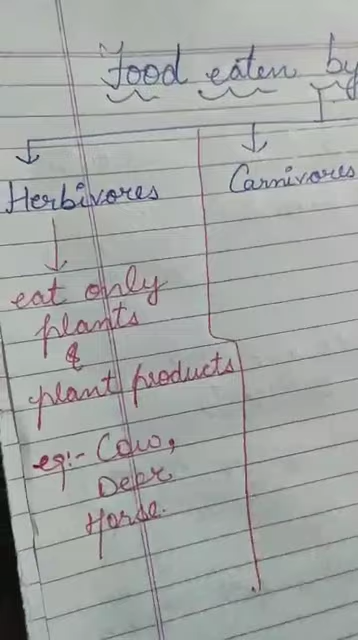 Food eaten by
Herbivores
Carnivores
eat only
plants
&
plant products
eg:- Cow,
Deer
Horse.